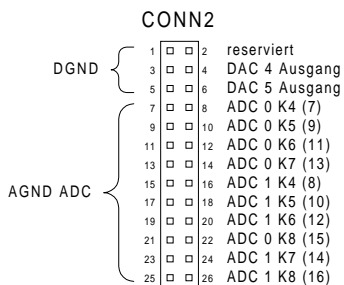 CONN2
1 2 reserviert
DGND 3 4 DAC 4 Ausgang
5 6 DAC 5 Ausgang
7 8 ADC 0 K4 (7)
9 10 ADC 0 K5 (9)
11 12 ADC 0 K6 (11)
13 14 ADC 0 K7 (13)
AGND ADC 15 16 ADC 1 K4 (8)
17 18 ADC 1 K5 (10)
19 20 ADC 1 K6 (12)
21 22 ADC 0 K8 (15)
23 24 ADC 1 K7 (14)
25 26 ADC 1 K8 (16)